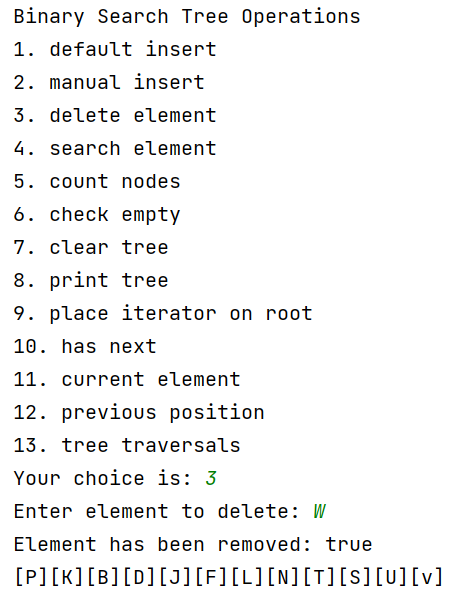 Binary Search Tree Operations
1. default insert
2. manual insert
3. delete element
4. search element
5. count nodes
6. check empty
7. clear tree
8. print tree
9. place iterator on root
10. has next
11. current element
12. previous position
13. tree traversals
Your choice is: 3
Enter element to delete: W
Element has been removed: true
[P][K][B][D][J][F][L][N][T][S][U][v]